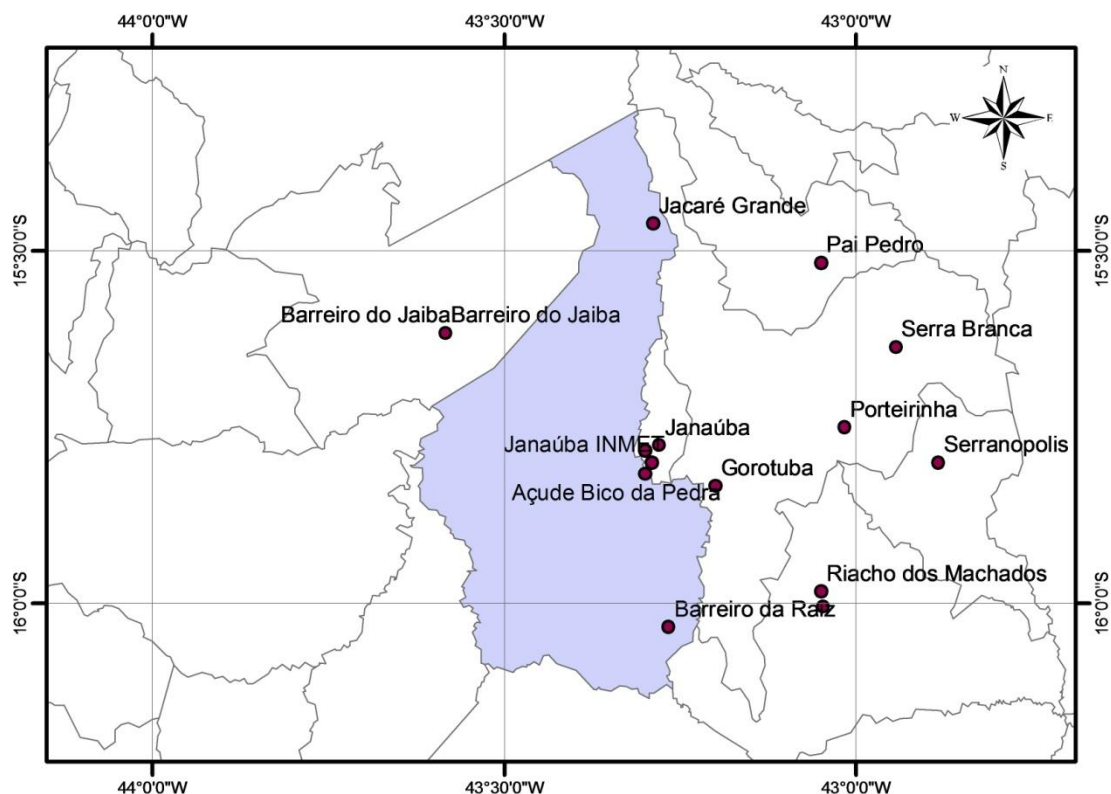 44°0'0"W
43°30'0"W
43°0'0"W
N
W
E
S
Jacaré Grande
15°30'0"S
15°30'0"S
Pai Pedro
Barreiro do JaibaBarreiro do Jaiba
Serra Branca
Porteirinha
Janaúba
Janaúba INMET
Serranopolis
Gorotuba
Açude Bico da Pedra
Riacho dos Machados
16°0'0"S
16°0'0"S
Barreiro da Raiz
44°0'0"W
43°30'0"W
43°0'0"W